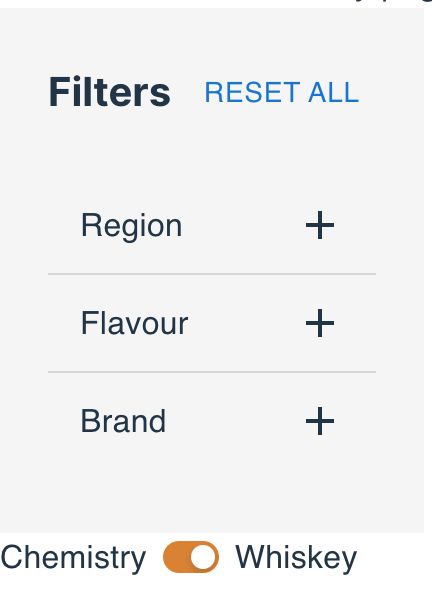 Filters RESET ALL
Region
Flavour
Brand
Chemistry Whiskey